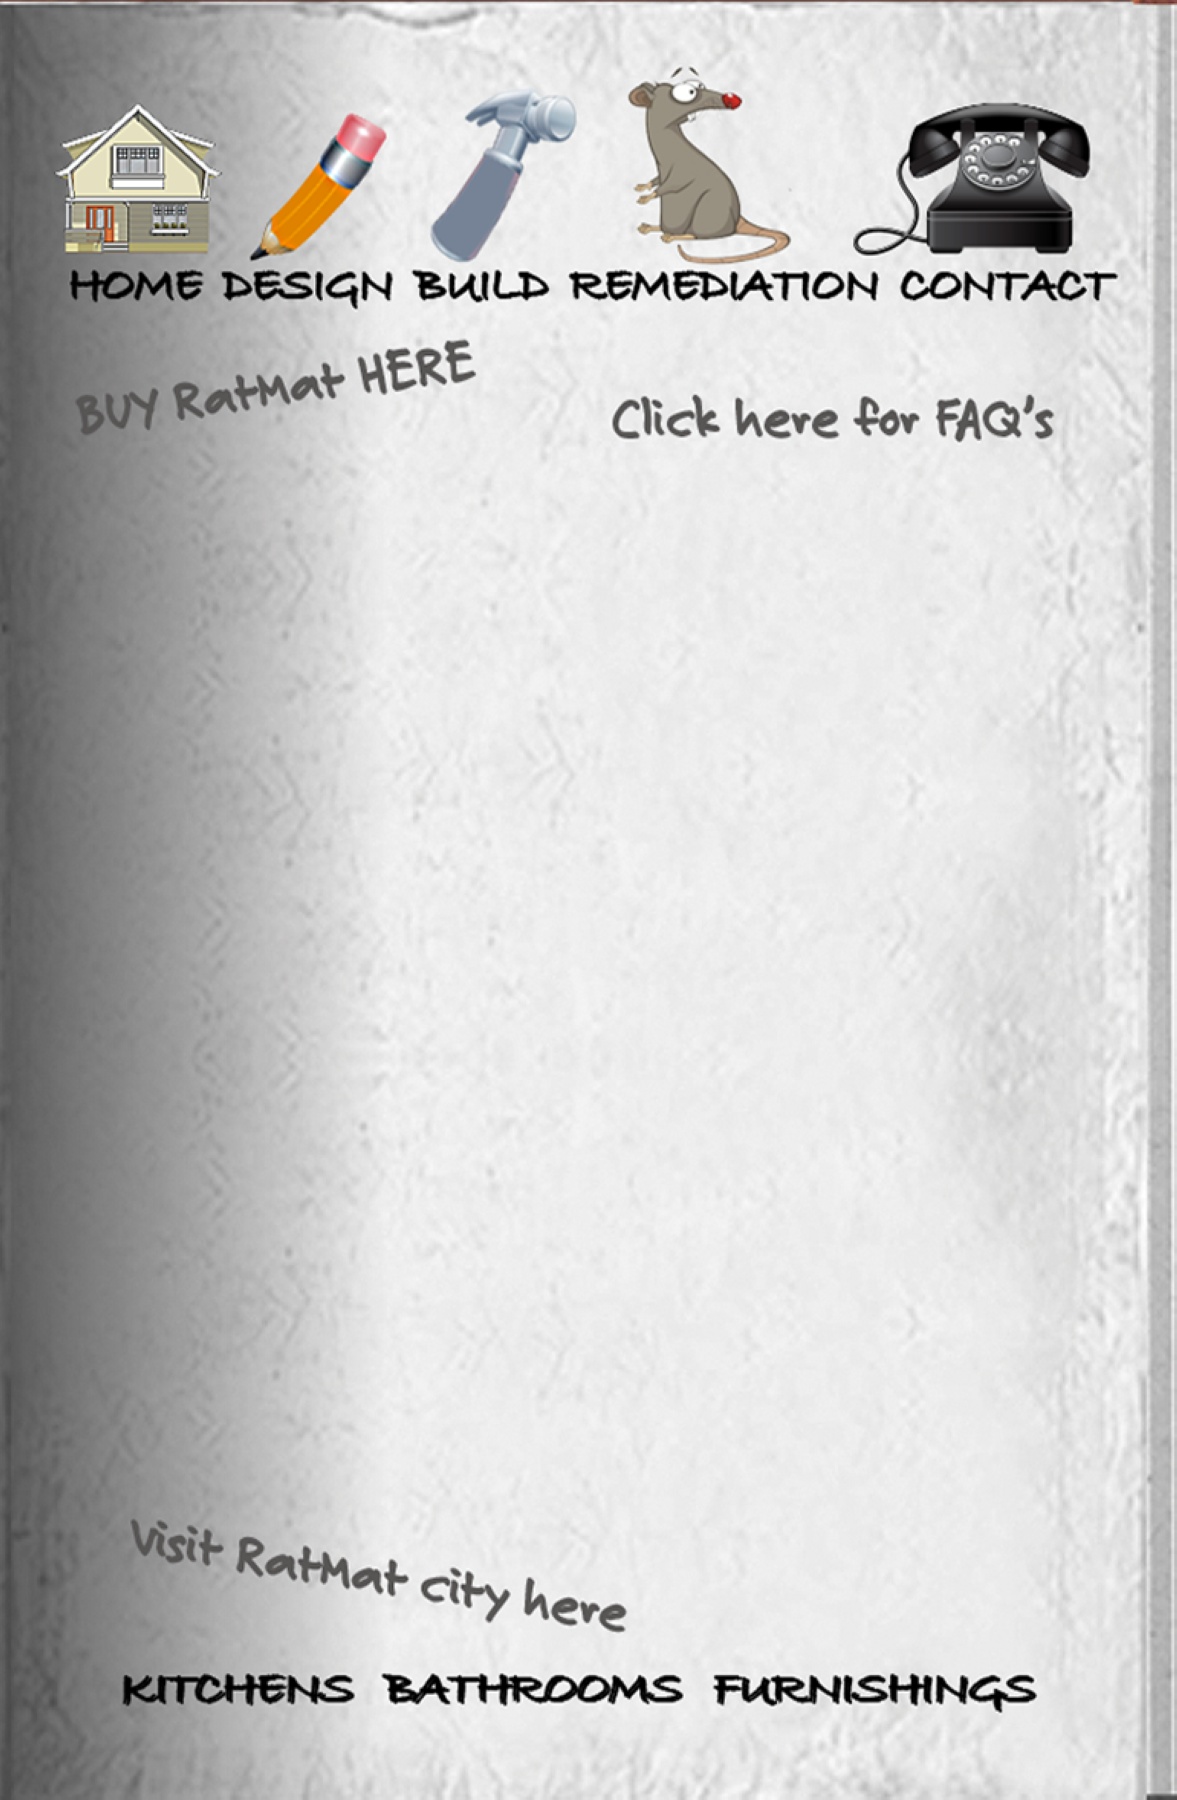 HOME DESIGN BUILD REMEDIATION CONTACT
BUY RatMat HERE
Click here for FAQ's
Visit RatMat city here
KITCHENS BATHROOMS FURNISHINGS